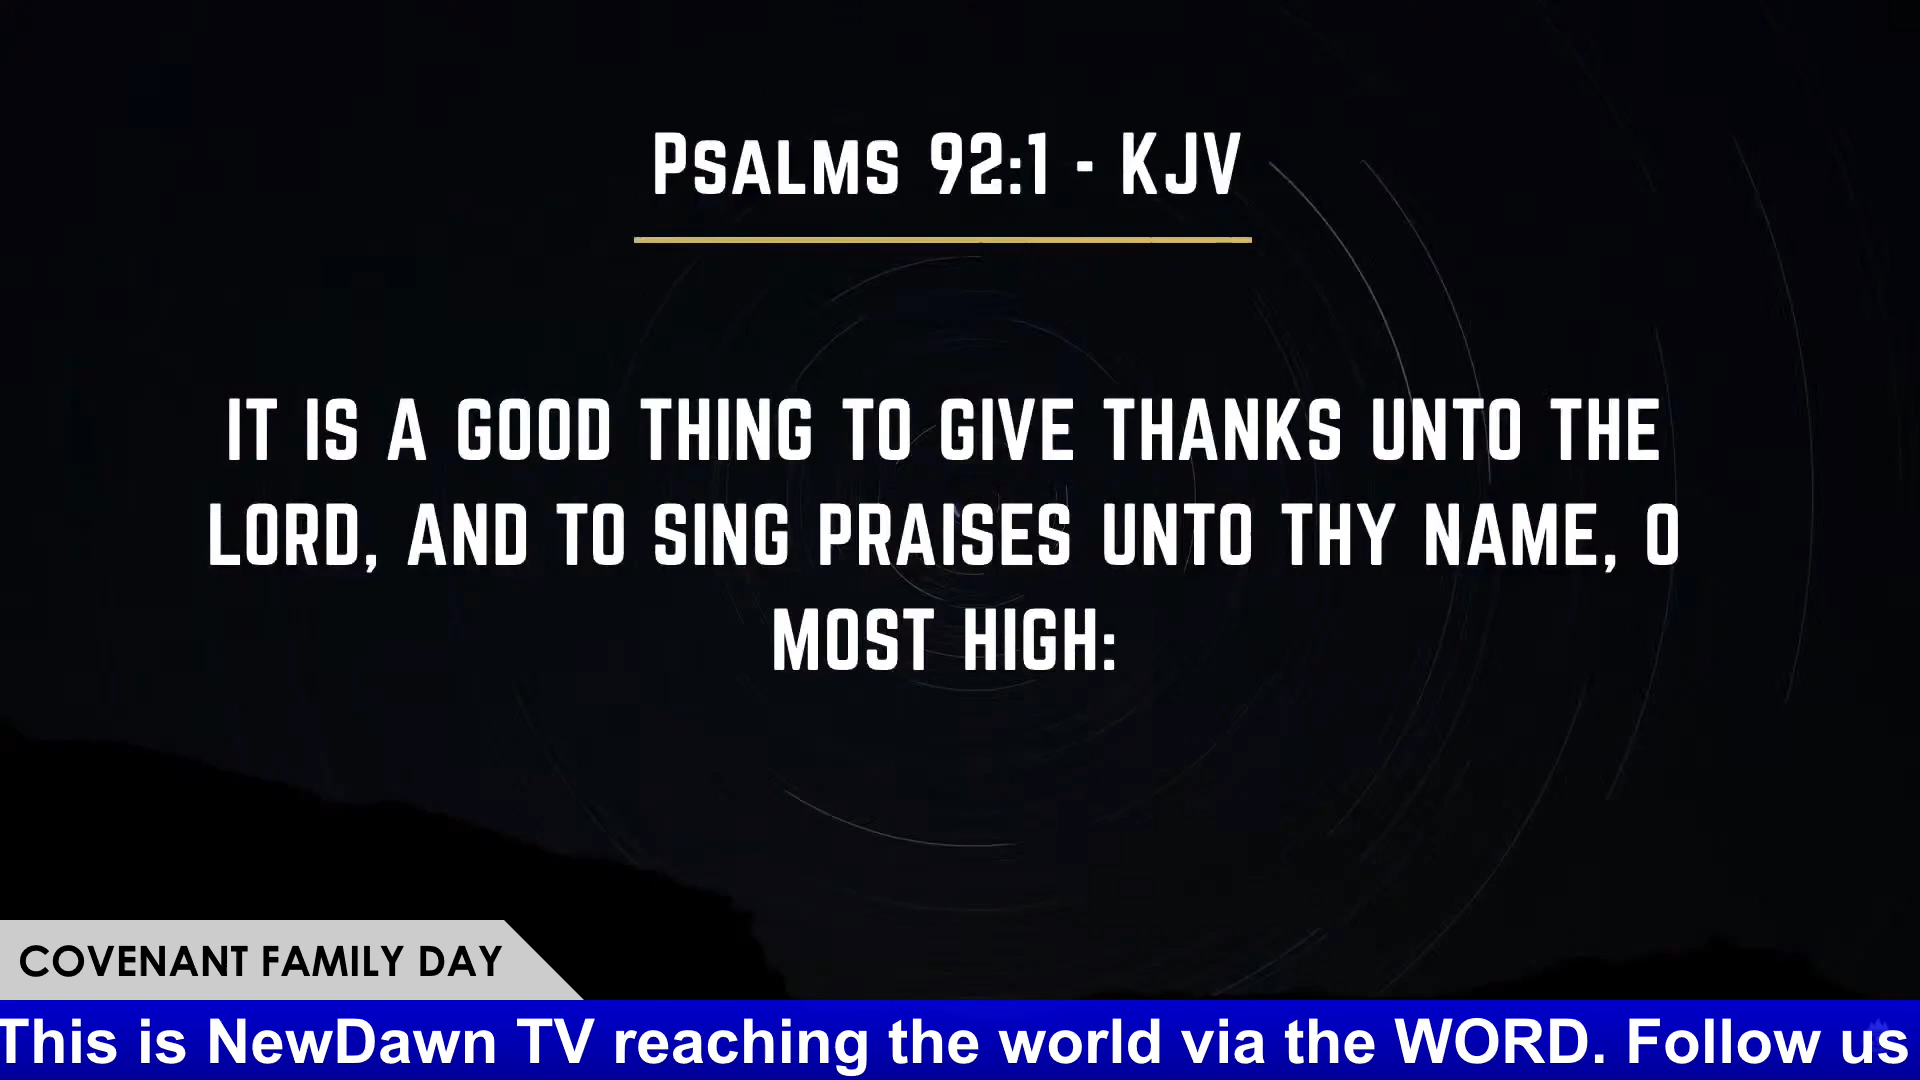 Psalms 92:1 - KJV
IT IS A GOOD THING TO GIVE THANKS UNTO THE
LORD, AND TO SING PRAISES UNTO THY NAME, O
MOST HIGH:
COVENANT FAMILY DAY
This is NewDawn TV reaching the world via the WORD. Follow us